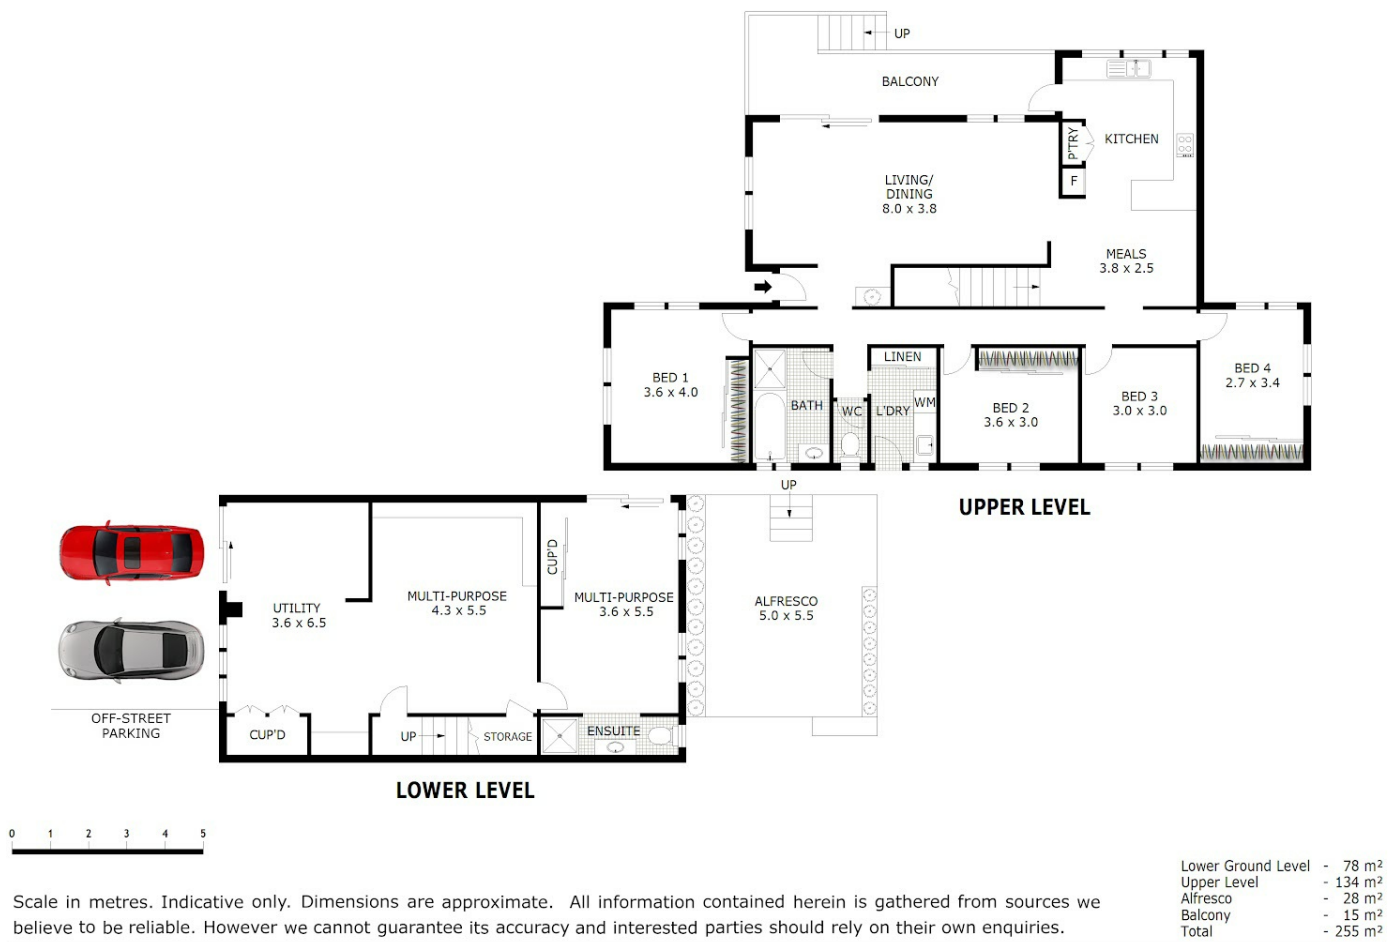 UP
BALCONY
P'TRY
KITCHEN
F
LIVING/
DINING
8.0 x 3.8
MEALS
3.8 x 2.5
BED 1
3.6 x 4.0
BATH
WC
LINEN
L'DRY
WM
BED 2
3.6 x 3.0
BED 3
3.0 x 3.0
BED 4
2.7 x 3.4
UPPER LEVEL
UP
CUP'D
UTILITY
3.6 x 6.5
MULTI-PURPOSE
4.3 x 5.5
MULTI-PURPOSE
3.6 x 5.5
ALFRESCO
5.0 x 5.5
OFF-STREET
PARKING
CUP'D
UP
STORAGE
ENSUITE
LOWER LEVEL
0 1 2 3 4 5
Lower Ground Level - 78 m²
Upper Level - 134 m²
Alfresco - 28 m²
Balcony - 15 m²
Total - 255 m²
Scale in metres. Indicative only. Dimensions are approximate. All information contained herein is gathered from sources we
believe to be reliable. However we cannot guarantee its accuracy and interested parties should rely on their own enquiries.